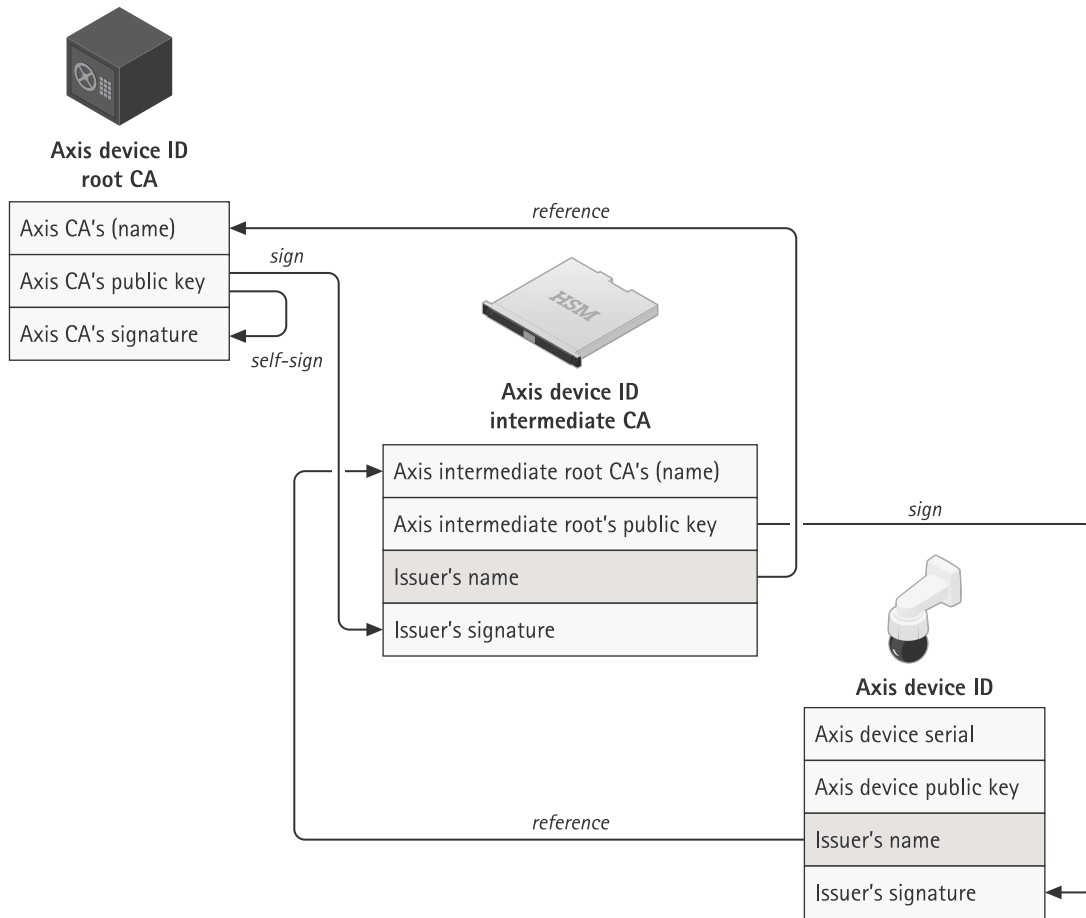 Axis device ID
root CA
Axis CA's (name)
Axis CA's public key
Axis CA's signature
reference
sign
self-sign
HSM
Axis device ID
intermediate CA
Axis intermediate root CA's (name)
Axis intermediate root's public key
Issuer's name
Issuer's signature
sign
Axis device ID
Axis device serial
Axis device public key
Issuer's name
Issuer's signature
reference